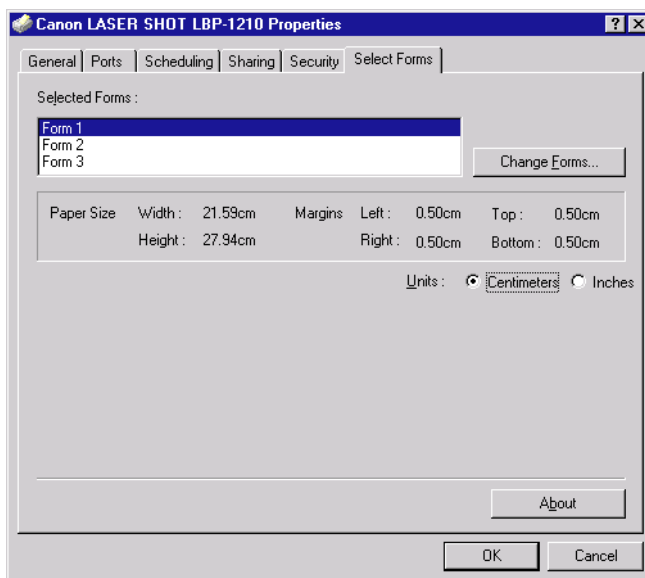 Canon LASER SHOT LBP-1210 Properties
? ×
General Ports Scheduling Sharing Security Select Forms
Selected Forms :
Form 1
Form 2
Form 3
Change Forms...
Paper Size Width : 21.59cm Margins Left : 0.50cm Top : 0.50cm
Height : 27.94cm Right : 0.50cm Bottom : 0.50cm
Units : Centimeters Inches
About
OK Cancel